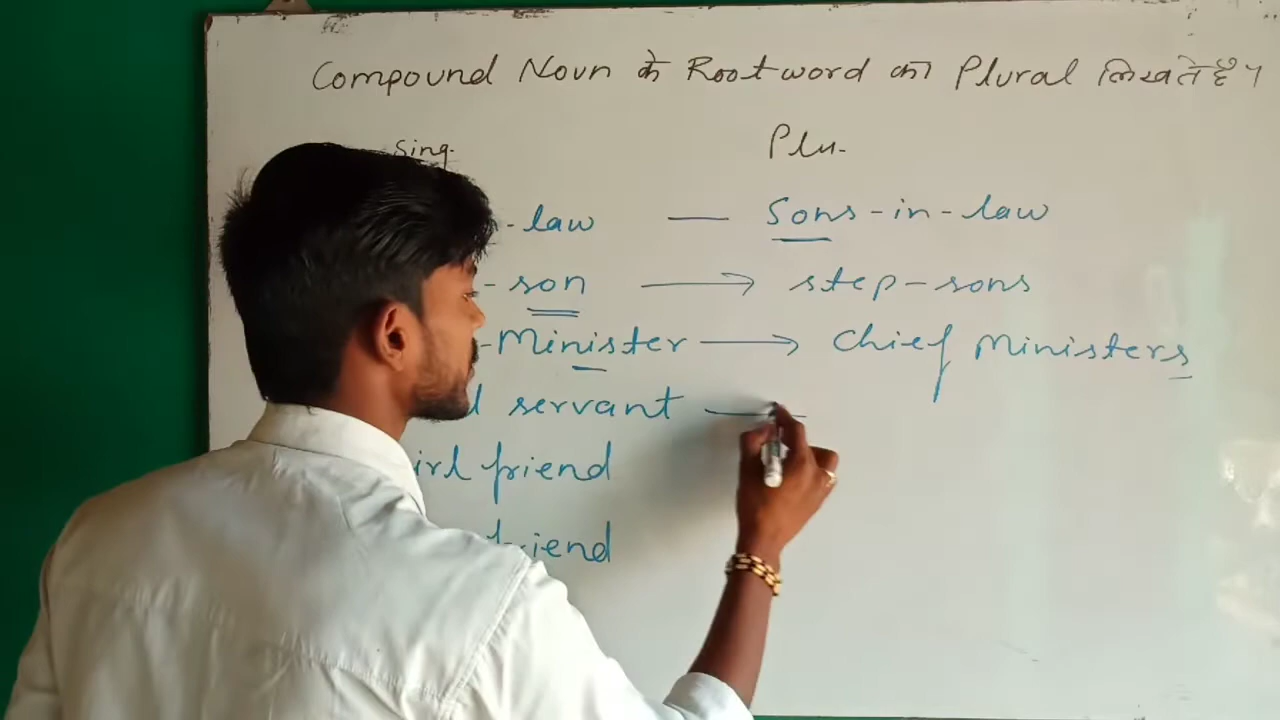 Compound Noun के Rootword को Plural लिखते है।
Sing. Plu.
-law — Sons-in-law
-son → step-sons
-Minister → Chief Ministers
servant —
irl friend
friend